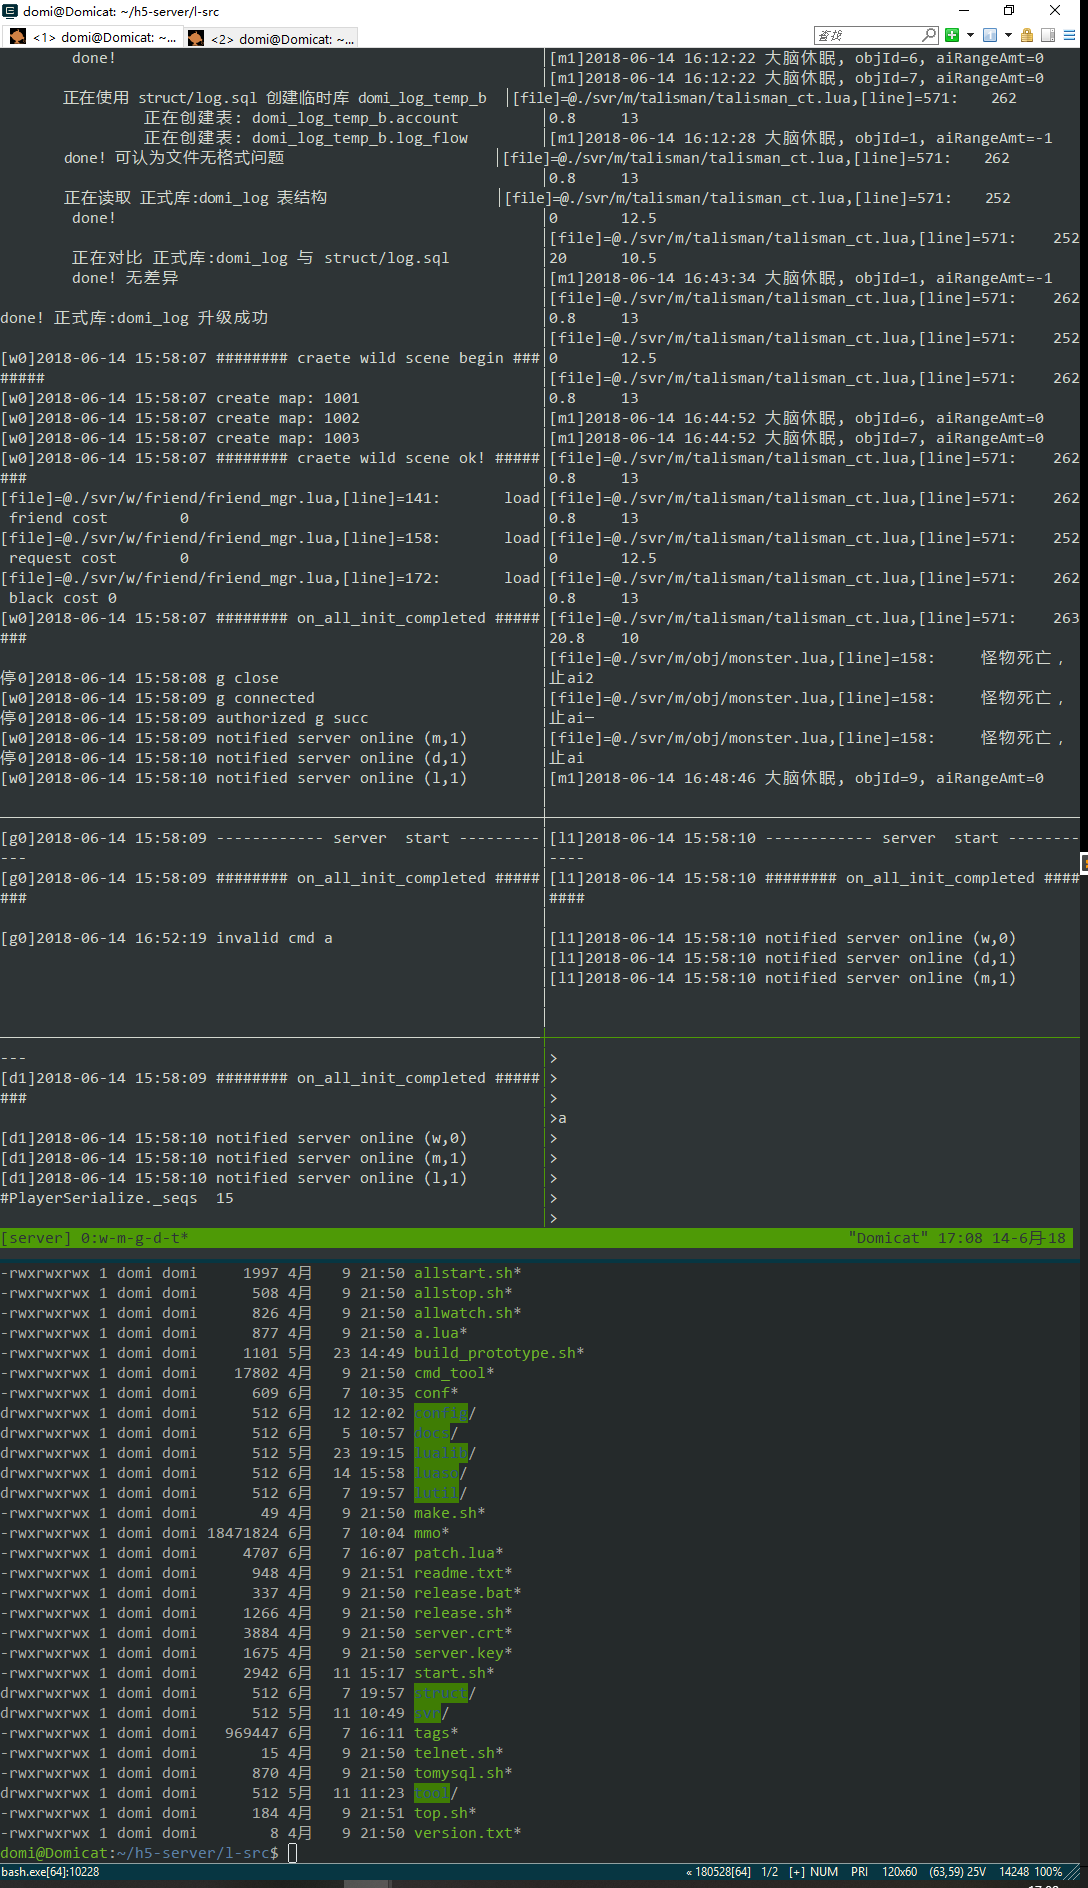 domi@Domicat: ~/h5-server/l-src
<1> domi@Domicat: ~...
<2> domi@Domicat: ~...
查找
done!
正在使用 struct/log.sql 创建临时库 domi_log_temp_b
正在创建表: domi_log_temp_b.account
正在创建表: domi_log_temp_b.log_flow
done! 可认为文件无格式问题
正在读取 正式库:domi_log 表结构
done!
正在对比 正式库:domi_log 与 struct/log.sql
done! 无差异
done! 正式库:domi_log 升级成功
[w0]2018-06-14 15:58:07 ######## craete wild scene begin ###
#####
[w0]2018-06-14 15:58:07 create map: 1001
[w0]2018-06-14 15:58:07 create map: 1002
[w0]2018-06-14 15:58:07 create map: 1003
[w0]2018-06-14 15:58:07 ######## craete wild scene ok! #####
###
[file]=@./svr/w/friend/friend_mgr.lua,[line]=141: load
friend cost 0
[file]=@./svr/w/friend/friend_mgr.lua,[line]=158: load
request cost 0
[file]=@./svr/w/friend/friend_mgr.lua,[line]=172: load
black cost 0
[w0]2018-06-14 15:58:07 ######## on_all_init_completed #####
###
停0]2018-06-14 15:58:08 g close
[w0]2018-06-14 15:58:09 g connected
停0]2018-06-14 15:58:09 authorized g succ
[w0]2018-06-14 15:58:09 notified server online (m,1)
停0]2018-06-14 15:58:10 notified server online (d,1)
[w0]2018-06-14 15:58:10 notified server online (l,1)
[m1]2018-06-14 16:12:22 大脑休眠, objId=6, aiRangeAmt=0
[m1]2018-06-14 16:12:22 大脑休眠, objId=7, aiRangeAmt=0
[file]=@./svr/m/talisman/talisman_ct.lua,[line]=571: 262
0.8 13
[m1]2018-06-14 16:12:28 大脑休眠, objId=1, aiRangeAmt=-1
[file]=@./svr/m/talisman/talisman_ct.lua,[line]=571: 262
0.8 13
[file]=@./svr/m/talisman/talisman_ct.lua,[line]=571: 252
0 12.5
[file]=@./svr/m/talisman/talisman_ct.lua,[line]=571: 252
20 10.5
[m1]2018-06-14 16:43:34 大脑休眠, objId=1, aiRangeAmt=-1
[file]=@./svr/m/talisman/talisman_ct.lua,[line]=571: 262
0.8 13
[file]=@./svr/m/talisman/talisman_ct.lua,[line]=571: 252
0 12.5
[file]=@./svr/m/talisman/talisman_ct.lua,[line]=571: 262
0.8 13
[m1]2018-06-14 16:44:52 大脑休眠, objId=6, aiRangeAmt=0
[m1]2018-06-14 16:44:52 大脑休眠, objId=7, aiRangeAmt=0
[file]=@./svr/m/talisman/talisman_ct.lua,[line]=571: 262
0.8 13
[file]=@./svr/m/talisman/talisman_ct.lua,[line]=571: 262
0.8 13
[file]=@./svr/m/talisman/talisman_ct.lua,[line]=571: 252
0 12.5
[file]=@./svr/m/talisman/talisman_ct.lua,[line]=571: 262
0.8 13
[file]=@./svr/m/talisman/talisman_ct.lua,[line]=571: 263
20.8 10
[file]=@./svr/m/obj/monster.lua,[line]=158: 怪物死亡,
止ai2
[file]=@./svr/m/obj/monster.lua,[line]=158: 怪物死亡,
止ai─
[file]=@./svr/m/obj/monster.lua,[line]=158: 怪物死亡,
止ai
[m1]2018-06-14 16:48:46 大脑休眠, objId=9, aiRangeAmt=0
[g0]2018-06-14 15:58:09 ------------ server  start ---------
---
[g0]2018-06-14 15:58:09 ######## on_all_init_completed #####
###
[g0]2018-06-14 16:52:19 invalid cmd a
[l1]2018-06-14 15:58:10 ------------ server  start --------
----
[l1]2018-06-14 15:58:10 ######## on_all_init_completed ####
####
[l1]2018-06-14 15:58:10 notified server online (w,0)
[l1]2018-06-14 15:58:10 notified server online (d,1)
[l1]2018-06-14 15:58:10 notified server online (m,1)
---
[d1]2018-06-14 15:58:09 ######## on_all_init_completed #####
###
[d1]2018-06-14 15:58:10 notified server online (w,0)
[d1]2018-06-14 15:58:10 notified server online (m,1)
[d1]2018-06-14 15:58:10 notified server online (l,1)
#PlayerSerialize._seqs 15
>
>
>
>a
>
>
>
>
>
[server] 0:w-m-g-d-t* "Domicat" 17:08 14-6月-18
-rwxrwxrwx 1 domi domi 1997 4月 9 21:50 allstart.sh*
-rwxrwxrwx 1 domi domi 508 4月 9 21:50 allstop.sh*
-rwxrwxrwx 1 domi domi 826 4月 9 21:50 allwatch.sh*
-rwxrwxrwx 1 domi domi 877 4月 9 21:50 a.lua*
-rwxrwxrwx 1 domi domi 1101 5月 23 14:49 build_prototype.sh*
-rwxrwxrwx 1 domi domi 17802 4月 9 21:50 cmd_tool*
-rwxrwxrwx 1 domi domi 609 6月 7 10:35 conf*
drwxrwxrwx 1 domi domi 512 6月 12 12:02 config/
drwxrwxrwx 1 domi domi 512 6月 5 10:57 docs/
drwxrwxrwx 1 domi domi 512 5月 23 19:15 lualib/
drwxrwxrwx 1 domi domi 512 6月 14 15:58 luaso/
drwxrwxrwx 1 domi domi 512 6月 7 19:57 lutil/
-rwxrwxrwx 1 domi domi 49 4月 9 21:50 make.sh*
-rwxrwxrwx 1 domi domi 18471824 6月 7 10:04 mmo*
-rwxrwxrwx 1 domi domi 4707 6月 7 16:07 patch.lua*
-rwxrwxrwx 1 domi domi 948 4月 9 21:51 readme.txt*
-rwxrwxrwx 1 domi domi 337 4月 9 21:50 release.bat*
-rwxrwxrwx 1 domi domi 1266 4月 9 21:50 release.sh*
-rwxrwxrwx 1 domi domi 3884 4月 9 21:50 server.crt*
-rwxrwxrwx 1 domi domi 1675 4月 9 21:50 server.key*
-rwxrwxrwx 1 domi domi 2942 6月 11 15:17 start.sh*
drwxrwxrwx 1 domi domi 512 6月 7 19:57 struct/
drwxrwxrwx 1 domi domi 512 5月 11 10:49 svr/
-rwxrwxrwx 1 domi domi 969447 6月 7 16:11 tags*
-rwxrwxrwx 1 domi domi 15 4月 9 21:50 telnet.sh*
-rwxrwxrwx 1 domi domi 870 4月 9 21:50 tomysql.sh*
drwxrwxrwx 1 domi domi 512 5月 11 11:23 tool/
-rwxrwxrwx 1 domi domi 184 4月 9 21:51 top.sh*
-rwxrwxrwx 1 domi domi 8 4月 9 21:50 version.txt*
domi@Domicat:~/h5-server/l-src$
bash.exe[64]:10228 « 180528[64] 1/2 [+] NUM PRI 120x60 (63,59) 25V 14248 100%